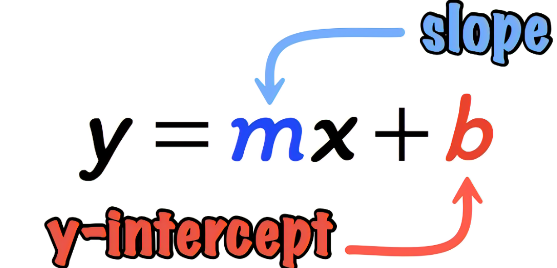 slope
y = mx + b
y-intercept